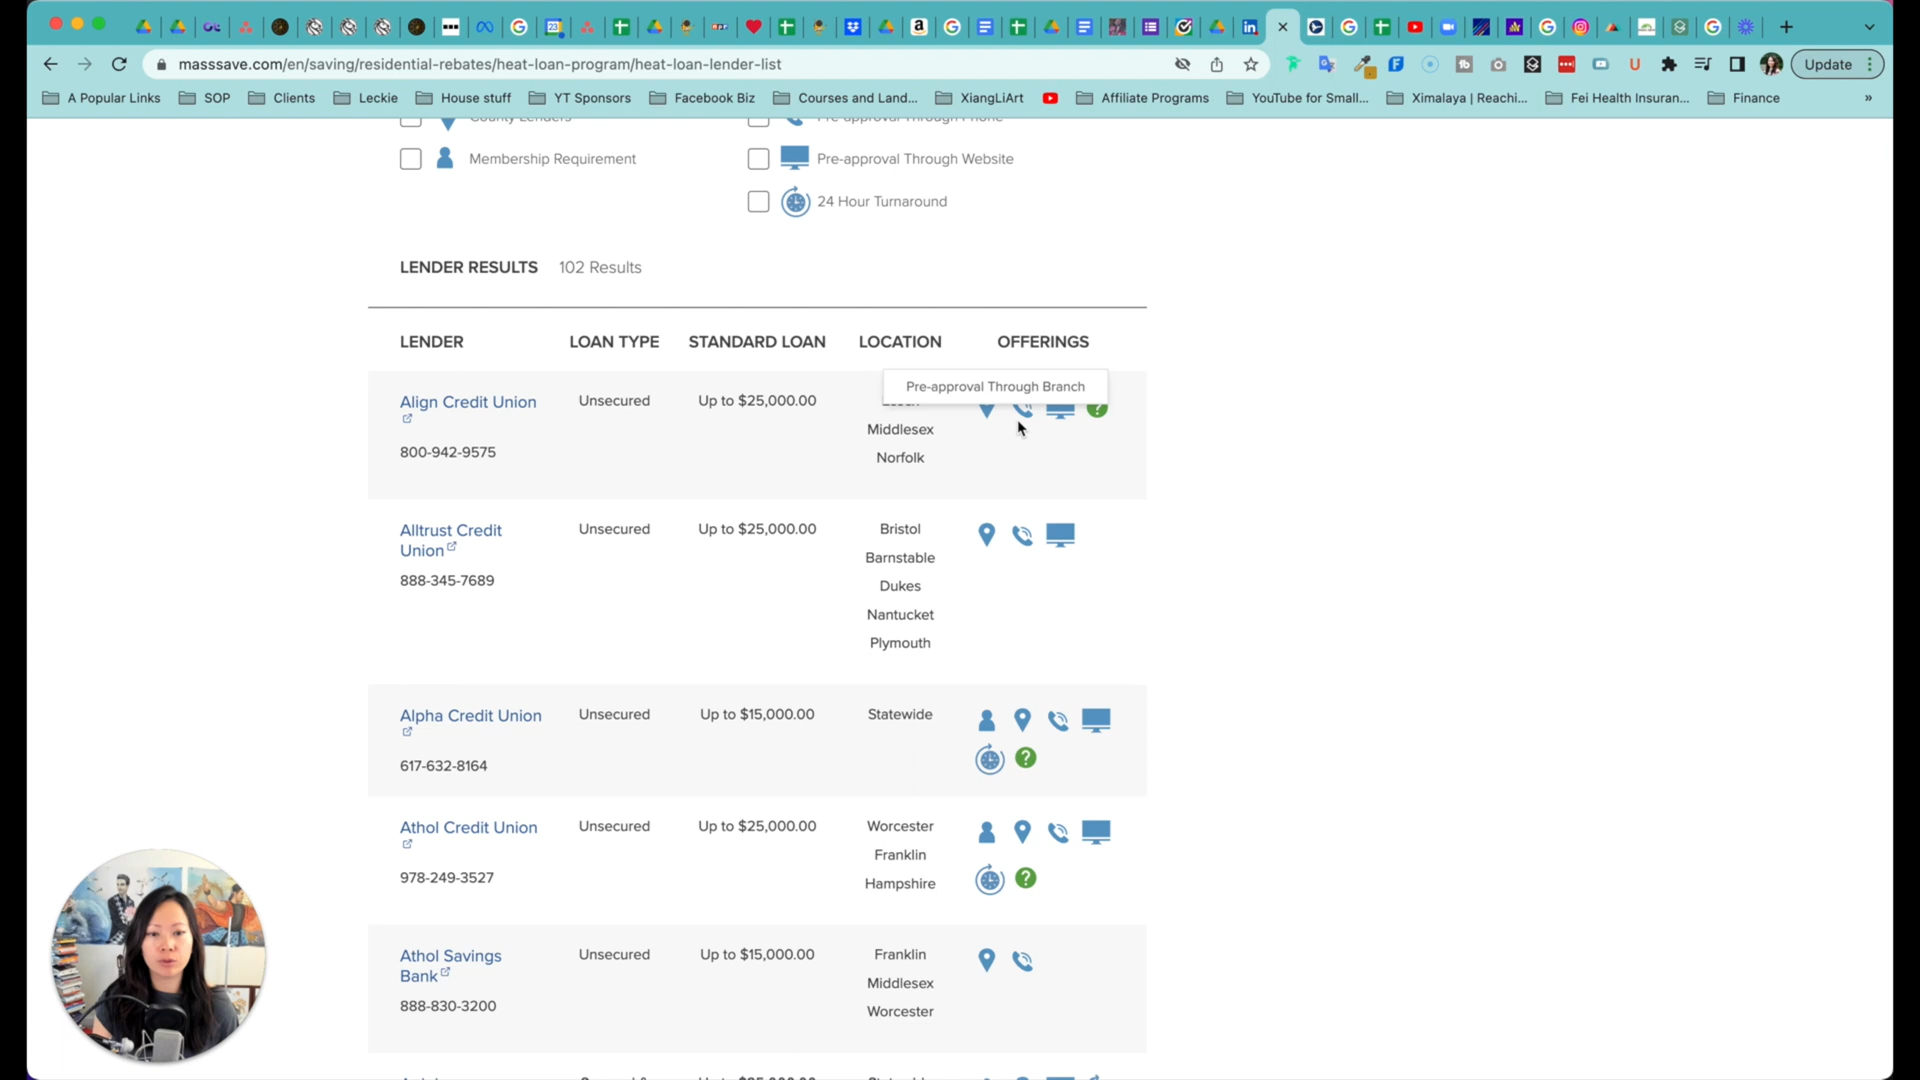 masssave.com/en/saving/residential-rebates/heat-loan-program/heat-loan-lender-list
Update
A Popular Links
SOP
Clients
Leckie
House stuff
YT Sponsors
Facebook Biz
Courses and Land...
XiangLiArt
Affiliate Programs
YouTube for Small...
Ximalaya | Reachi...
Fei Health Insuran...
Finance
»
County Lenders
Pre-approval Through Phone
Membership Requirement
Pre-approval Through Website
24 Hour Turnaround
LENDER RESULTS 102 Results
LENDER LOAN TYPE STANDARD LOAN LOCATION OFFERINGS
Pre-approval Through Branch
Align Credit Union Unsecured Up to $25,000.00
Middlesex
Norfolk
800-942-9575
Alltrust Credit Union Unsecured Up to $25,000.00 Bristol
Barnstable
Dukes
Nantucket
Plymouth
888-345-7689
Alpha Credit Union Unsecured Up to $15,000.00 Statewide
617-632-8164
Athol Credit Union Unsecured Up to $25,000.00 Worcester
Franklin
Hampshire
978-249-3527
Athol Savings Bank Unsecured Up to $15,000.00 Franklin
Middlesex
Worcester
888-830-3200